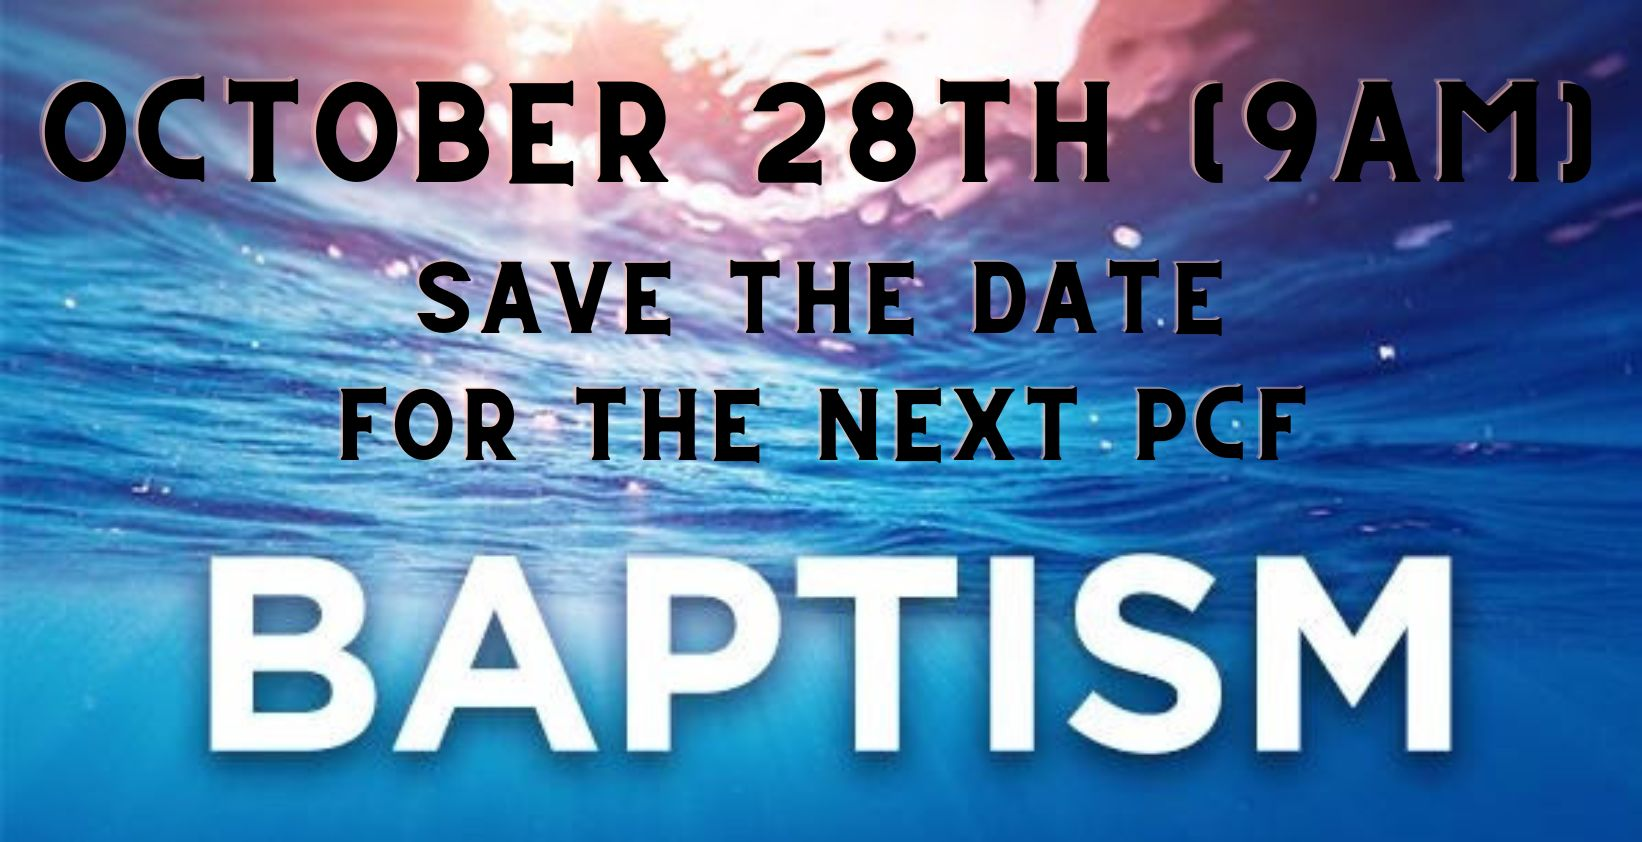 OCTOBER 28TH (9AM)
SAVE THE DATE
FOR THE NEXT PCF
BAPTISM